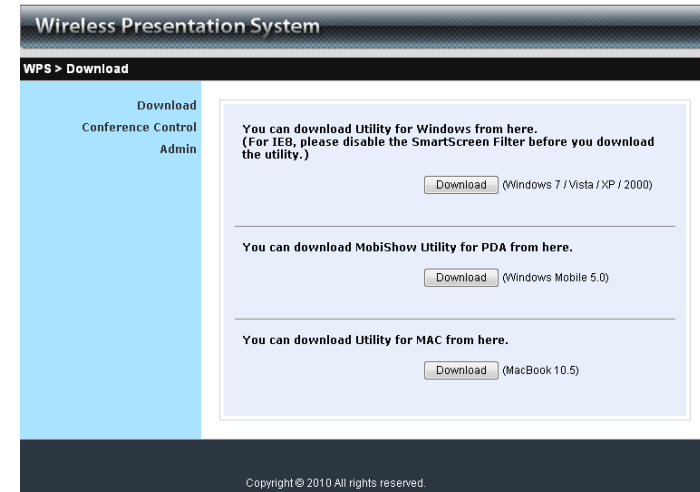 Wireless Presentation System
WPS > Download
Download
Conference Control
Admin
You can download Utility for Windows from here.
(For IE8, please disable the SmartScreen Filter before you download
the utility.)
Download (Windows 7 / Vista / XP / 2000)
You can download MobiShow Utility for PDA from here.
Download (Windows Mobile 5.0)
You can download Utility for MAC from here.
Download (MacBook 10.5)
Copyright © 2010 All rights reserved.